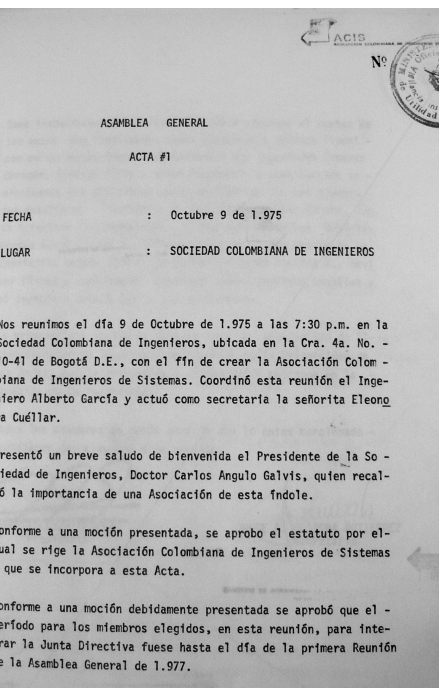 ACIS
Nº
ASAMBLEA GENERAL
ACTA #1
FECHA : Octubre 9 de 1.975
LUGAR : SOCIEDAD COLOMBIANA DE INGENIEROS
Nos reunimos el día 9 de Octubre de 1.975 a las 7:30 p.m. en la
Sociedad Colombiana de Ingenieros, ubicada en la Cra. 4a. No. -
0-41 de Bogotá D.E., con el fín de crear la Asociación Colom -
biana de Ingenieros de Sistemas. Coordinó esta reunión el Inge-
niero Alberto García y actuó como secretaria la señorita Eleono
a Cuéllar.
resentó un breve saludo de bienvenida el Presidente de la So -
iedad de Ingenieros, Doctor Carlos Angulo Galvis, quien recal-
ó la importancia de una Asociación de esta índole.
onforme a una moción presentada, se aprobo el estatuto por el-
ual se rige la Asociación Colombiana de Ingenieros de Sistemas
que se incorpora a esta Acta.
onforme a una moción debidamente presentada se aprobó que el -
eríodo para los miembros elegidos, en esta reunión, para inte-
rar la Junta Directiva fuese hasta el día de la primera Reunión
e la Asamblea General de 1.977.